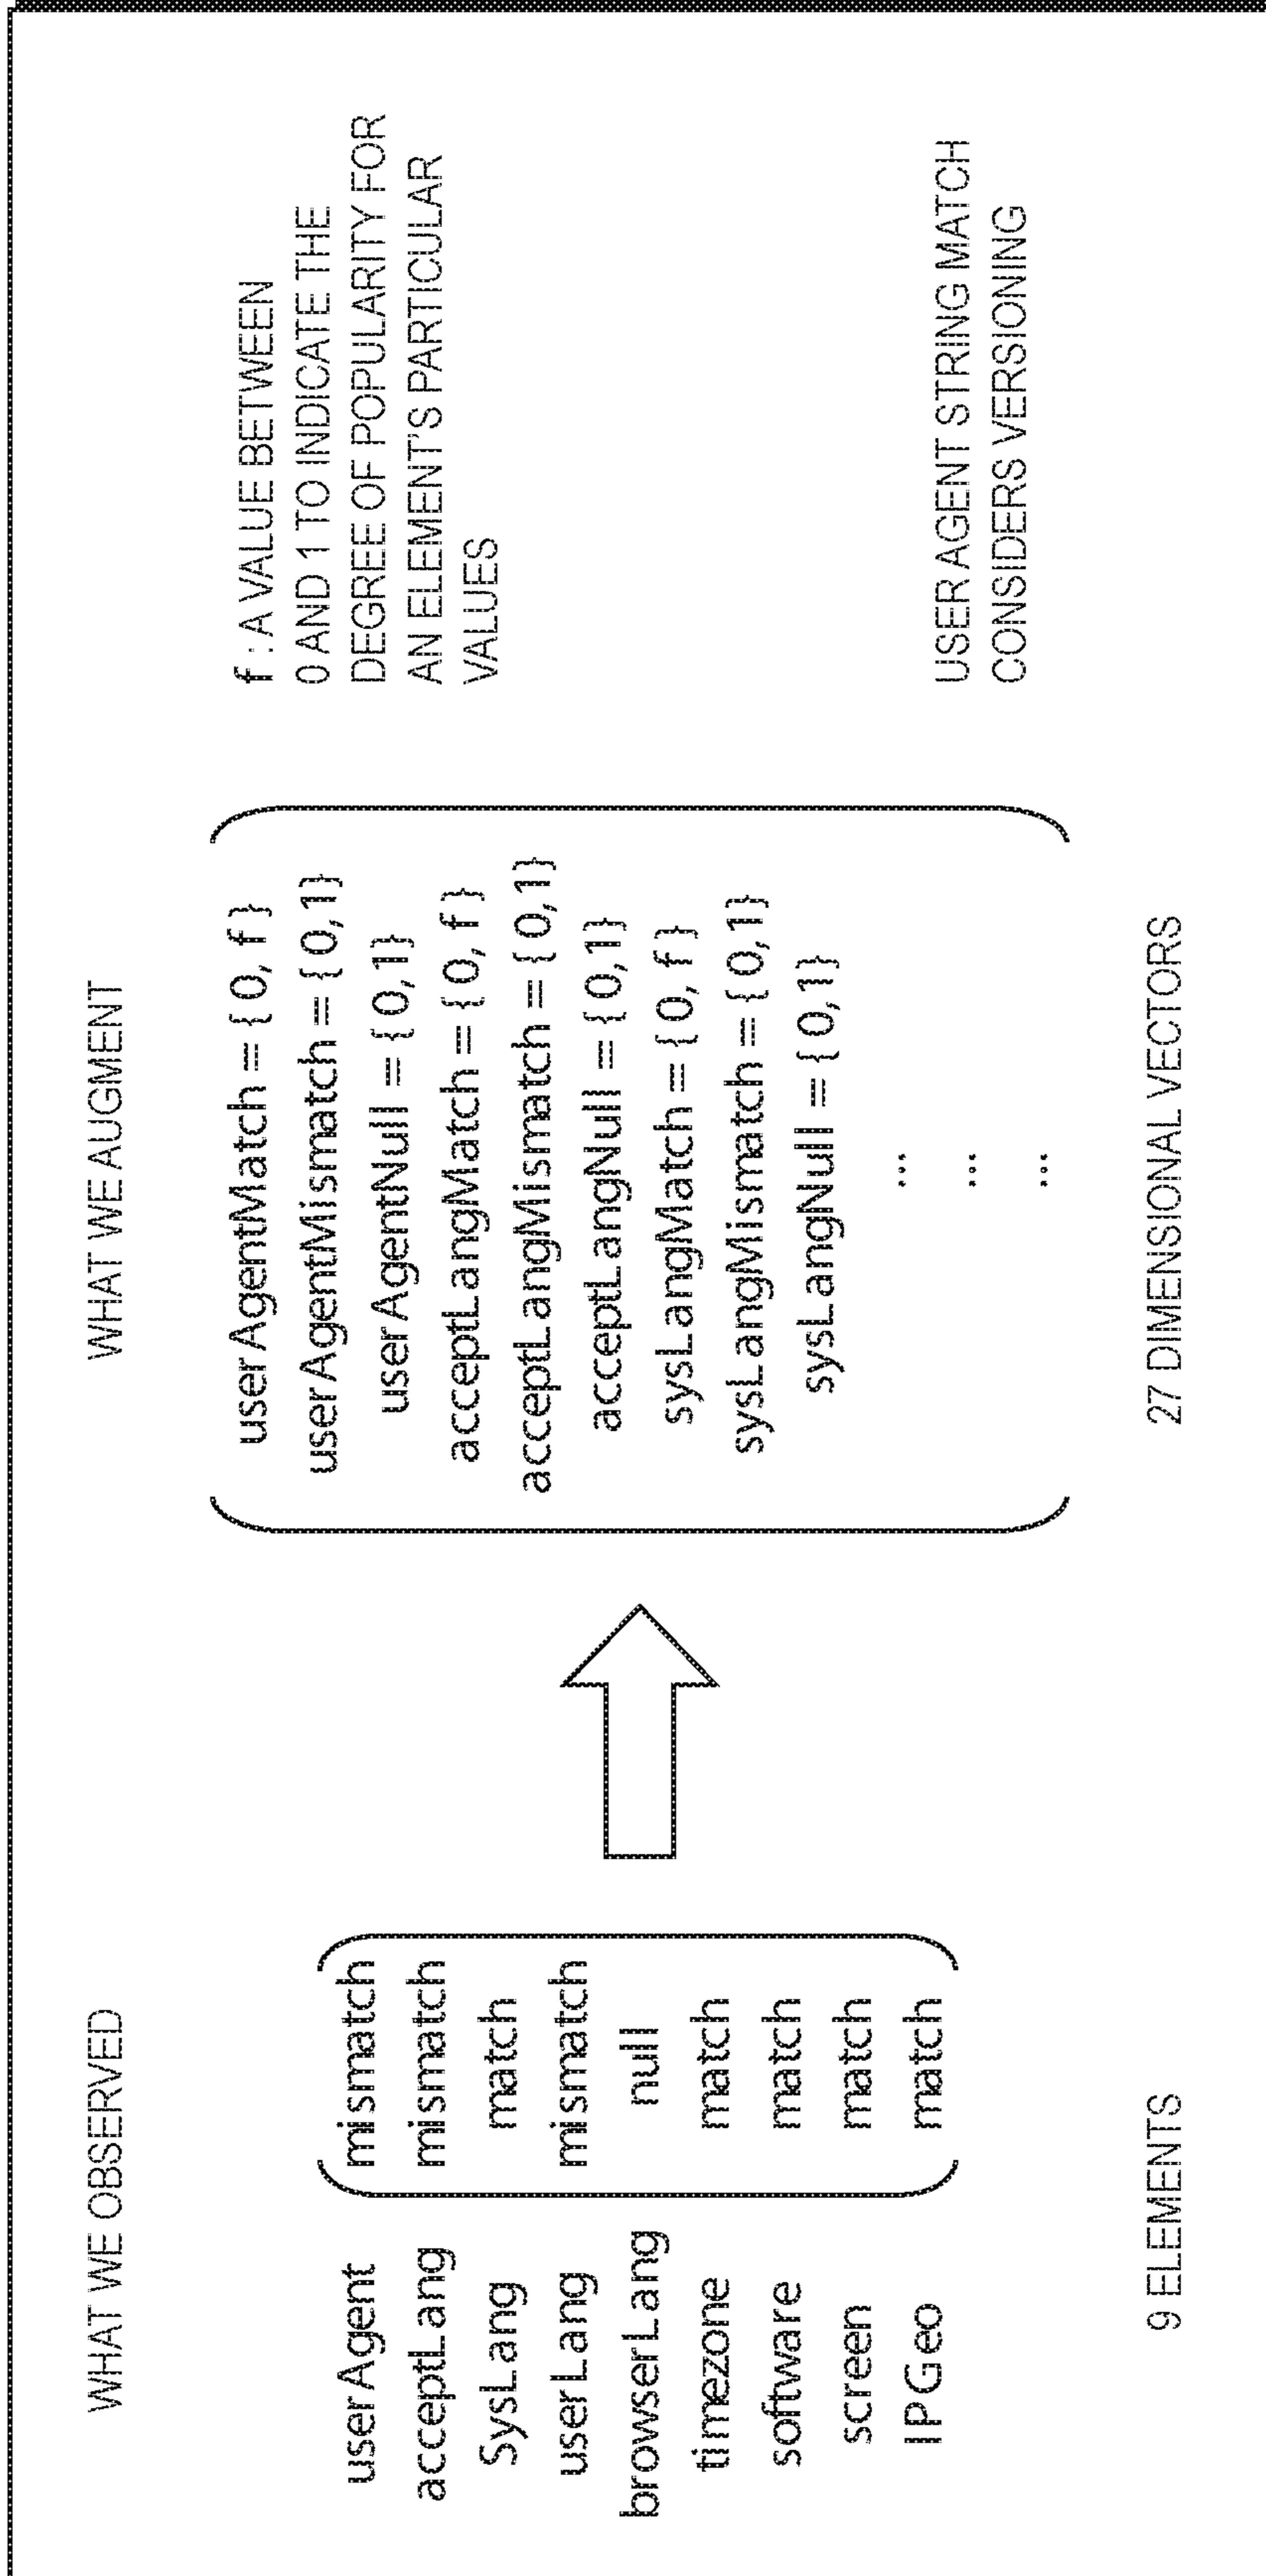 WHAT WE OBSERVED
userAgent mismatch
acceptLang mismatch
SysLang match
userLang mismatch
browserLang null
timezone match
software match
screen match
IPGeo match
9 ELEMENTS
WHAT WE AUGMENT
userAgentMatch = { 0, f }
userAgentMismatch = { 0,1}
userAgentNull = { 0,1}
acceptLangMatch = { 0, f }
acceptLangMismatch = { 0,1}
acceptLangNull = { 0,1}
sysLangMatch = { 0, f }
sysLangMismatch = { 0,1}
sysLangNull = { 0,1}
...
...
...
27 DIMENSIONAL VECTORS
f : A VALUE BETWEEN
0 AND 1 TO INDICATE THE
DEGREE OF POPULARITY FOR
AN ELEMENT'S PARTICULAR
VALUES
USER AGENT STRING MATCH
CONSIDERS VERSIONING